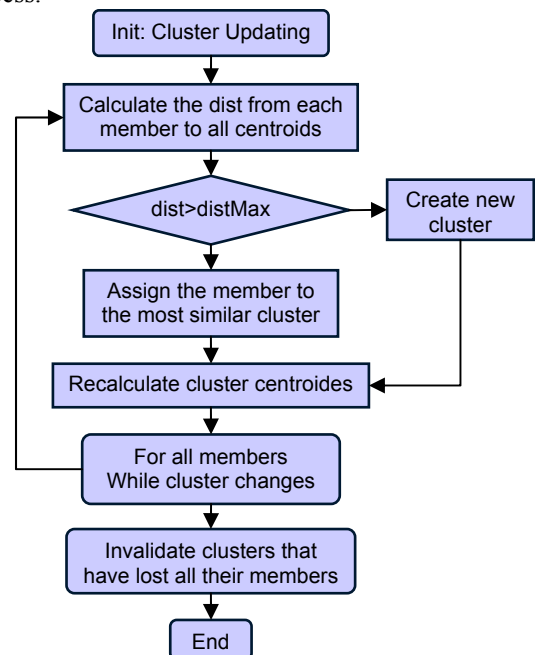 ess.
Init: Cluster Updating
Calculate the dist from each
member to all centroids
dist>distMax
Create new
cluster
Assign the member to
the most similar cluster
Recalculate cluster centroides
For all members
While cluster changes
Invalidate clusters that
have lost all their members
End